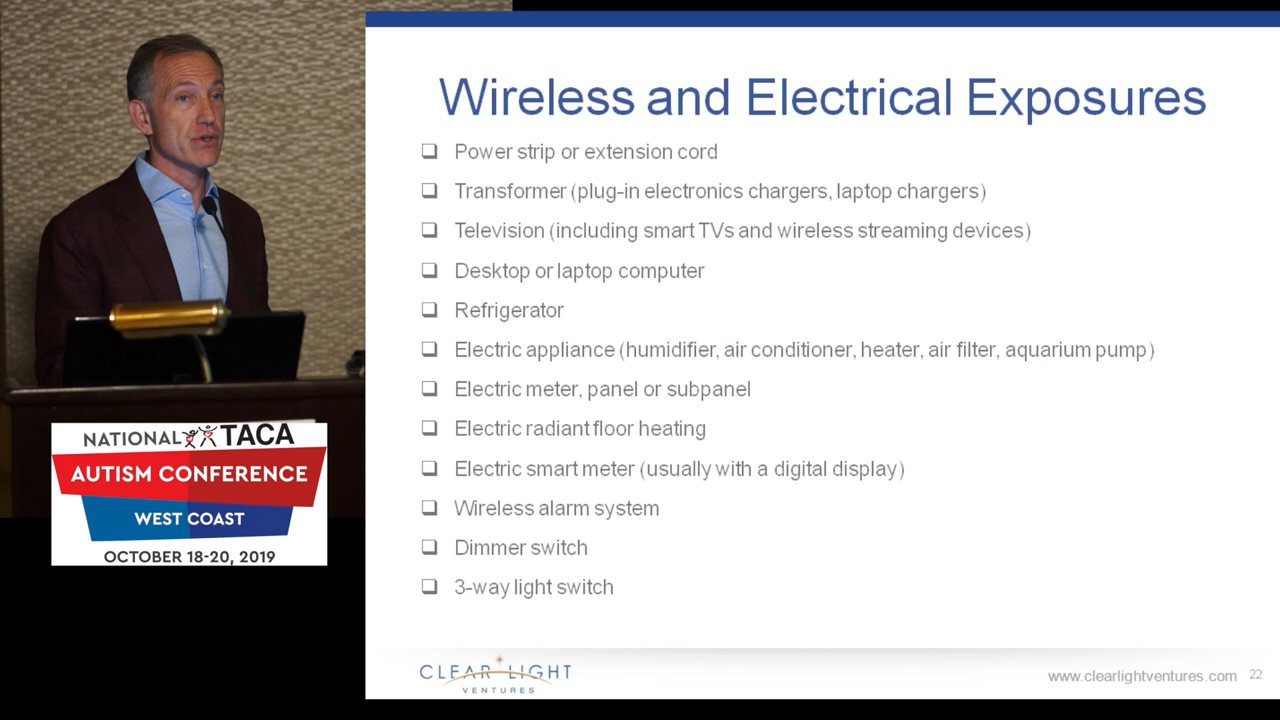 Wireless and Electrical Exposures
❑ Power strip or extension cord
❑ Transformer (plug-in electronics chargers, laptop chargers)
❑ Television (including smart TVs and wireless streaming devices)
❑ Desktop or laptop computer
❑ Refrigerator
❑ Electric appliance (humidifier, air conditioner, heater, air filter, aquarium pump)
❑ Electric meter, panel or subpanel
❑ Electric radiant floor heating
❑ Electric smart meter (usually with a digital display)
❑ Wireless alarm system
❑ Dimmer switch
❑ 3-way light switch
CLEAR LIGHT
VENTURES
www.clearlightventures.com 22
NATIONAL TACA
AUTISM CONFERENCE
WEST COAST
OCTOBER 18-20, 2019